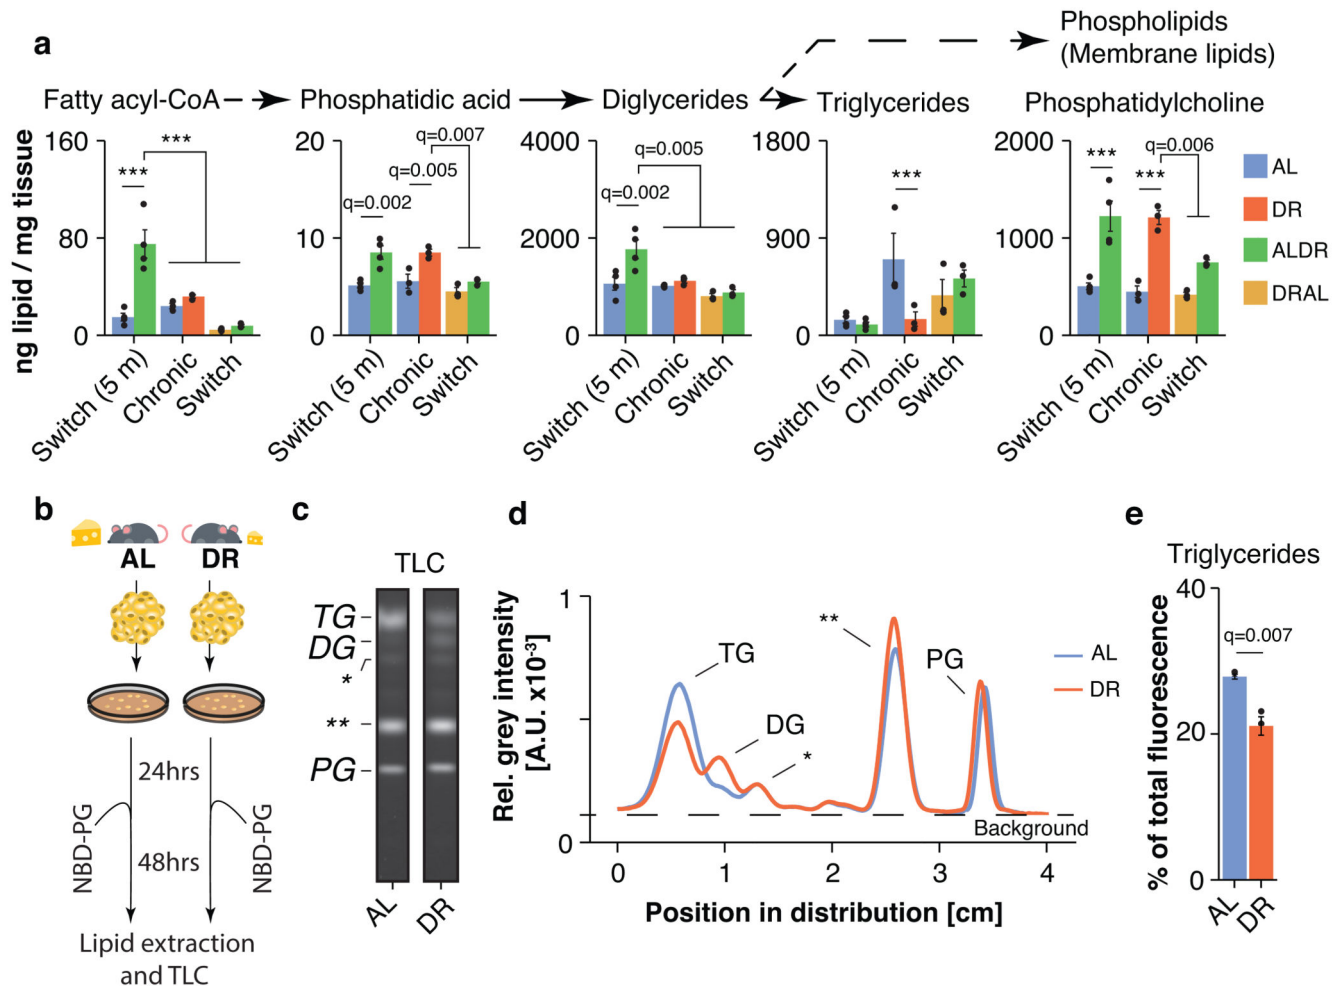 a
Phospholipids
(Membrane lipids)
Fatty acyl-CoA
Phosphatidic acid
Diglycerides
Triglycerides
Phosphatidylcholine
ng lipid / mg tissue
160
80
0
***
***
Switch (5 m)
Chronic
Switch
20
10
0
q=0.002
q=0.005
q=0.007
Switch (5 m)
Chronic
Switch
4000
2000
0
q=0.002
q=0.005
Switch (5 m)
Chronic
Switch
1800
900
0
***
Switch (5 m)
Chronic
Switch
2000
1000
0
***
***
q=0.006
Switch (5 m)
Chronic
Switch
AL
DR
ALDR
DRAL
b
AL
DR
24hrs
NBD-PG
NBD-PG
48hrs
Lipid extraction
and TLC
c
TLC
TG
DG
*
**
PG
AL
DR
d
Rel. grey intensity
[A.U. x10⁻³]
1
0
TG
DG
*
**
PG
AL
DR
Background
0
1
2
3
4
Position in distribution [cm]
e
Triglycerides
% of total fluorescence
40
20
0
q=0.007
AL
DR